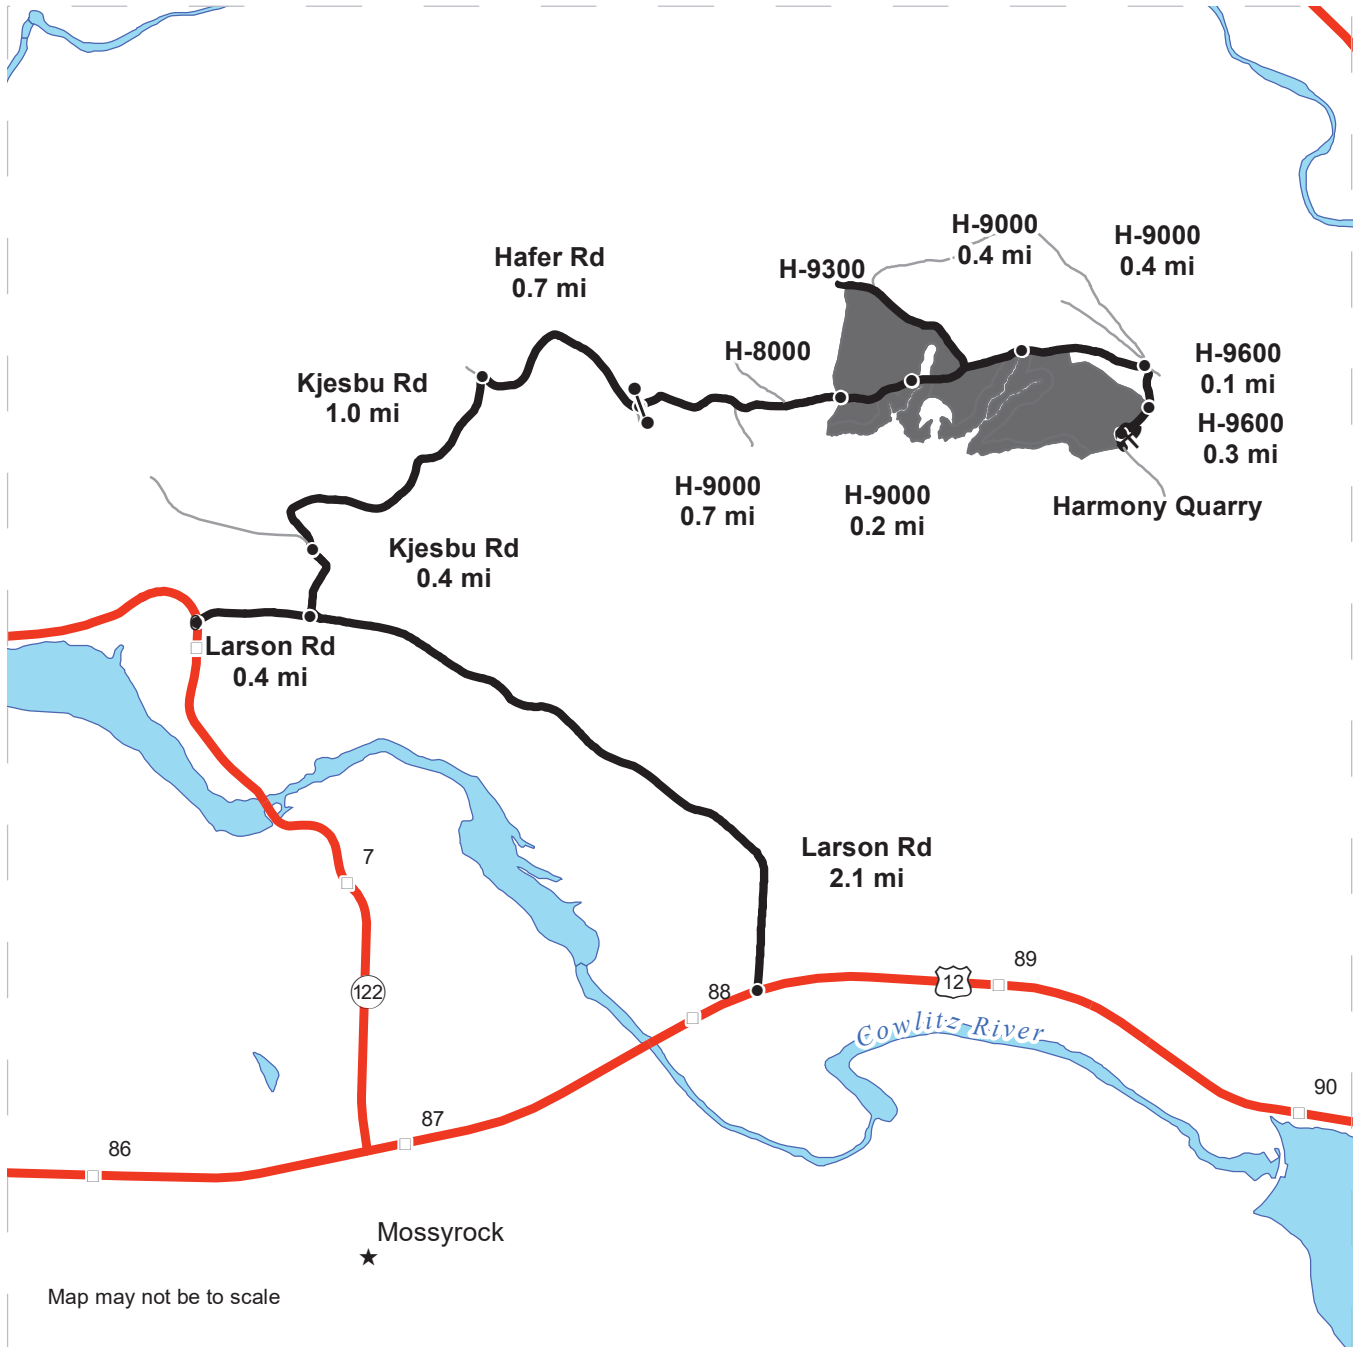 H-9000
0.4 mi
H-9000
0.4 mi
Hafer Rd
0.7 mi
H-9300
H-8000
H-9600
0.1 mi
Kjesbu Rd
1.0 mi
H-9600
0.3 mi
H-9000
0.7 mi
H-9000
0.2 mi
Harmony Quarry
Kjesbu Rd
0.4 mi
Larson Rd
0.4 mi
Larson Rd
2.1 mi
7
122
88
12
89
Cowlitz River
90
87
86
Mossyrock
Map may not be to scale